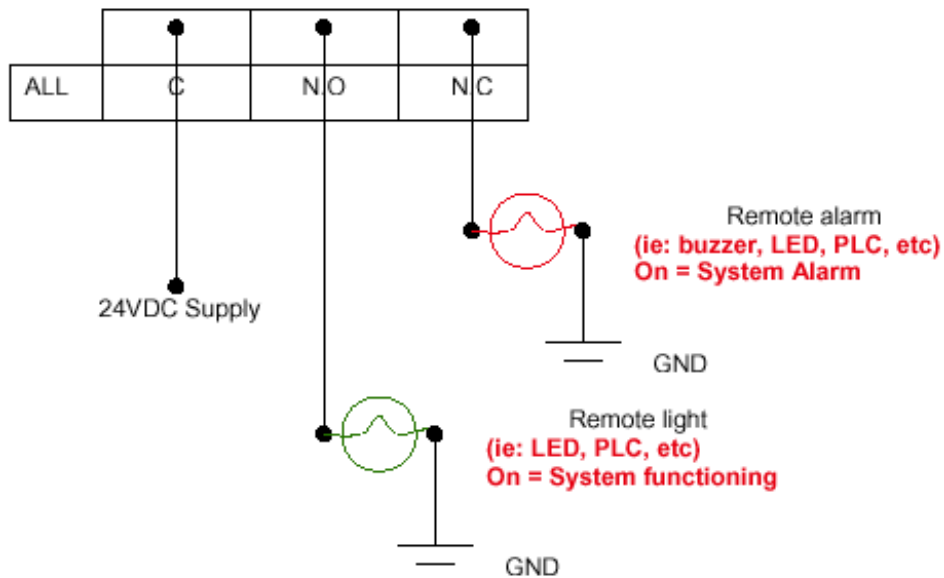 ALL C N.O N.C
Remote alarm
(ie: buzzer, LED, PLC, etc)
On = System Alarm
24VDC Supply
GND
Remote light
(ie: LED, PLC, etc)
On = System functioning
GND